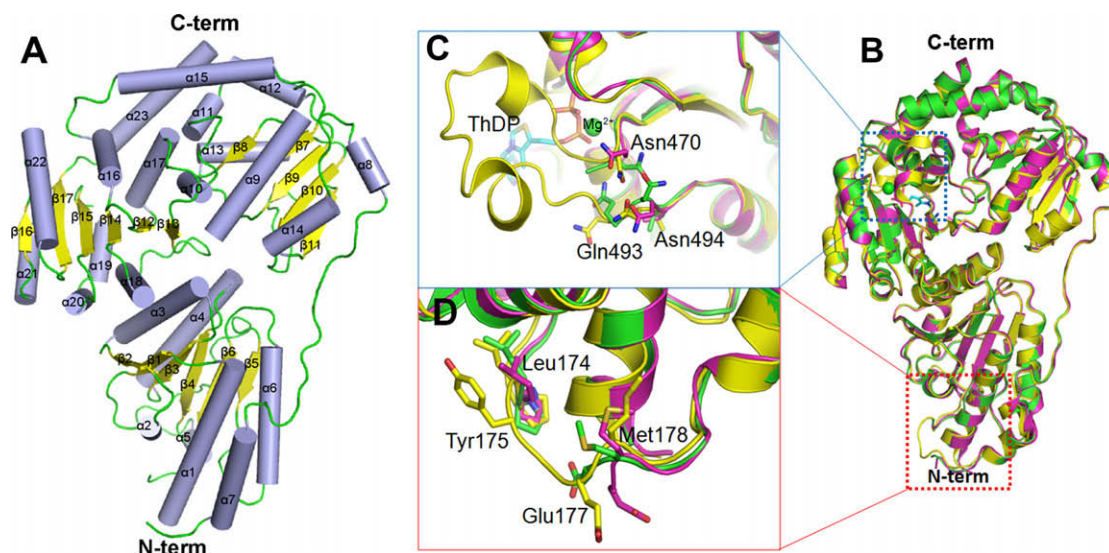 A
C-term
α15
α12
α23
α11
α22
α13
β8
β7
α8
α17
α16
α10
α9
β9
β10
β17
β15
β14
β12
β13
α14
β16
β11
α21
α19
α18
α20
α3
α4
β2
β1
β3
β6
β5
β4
α6
α2
α5
α1
α7
N-term
C
ThDP
Mg²⁺
Asn470
Asn494
Gln493
D
Leu174
Tyr175
Met178
Glu177
B
C-term
N-term